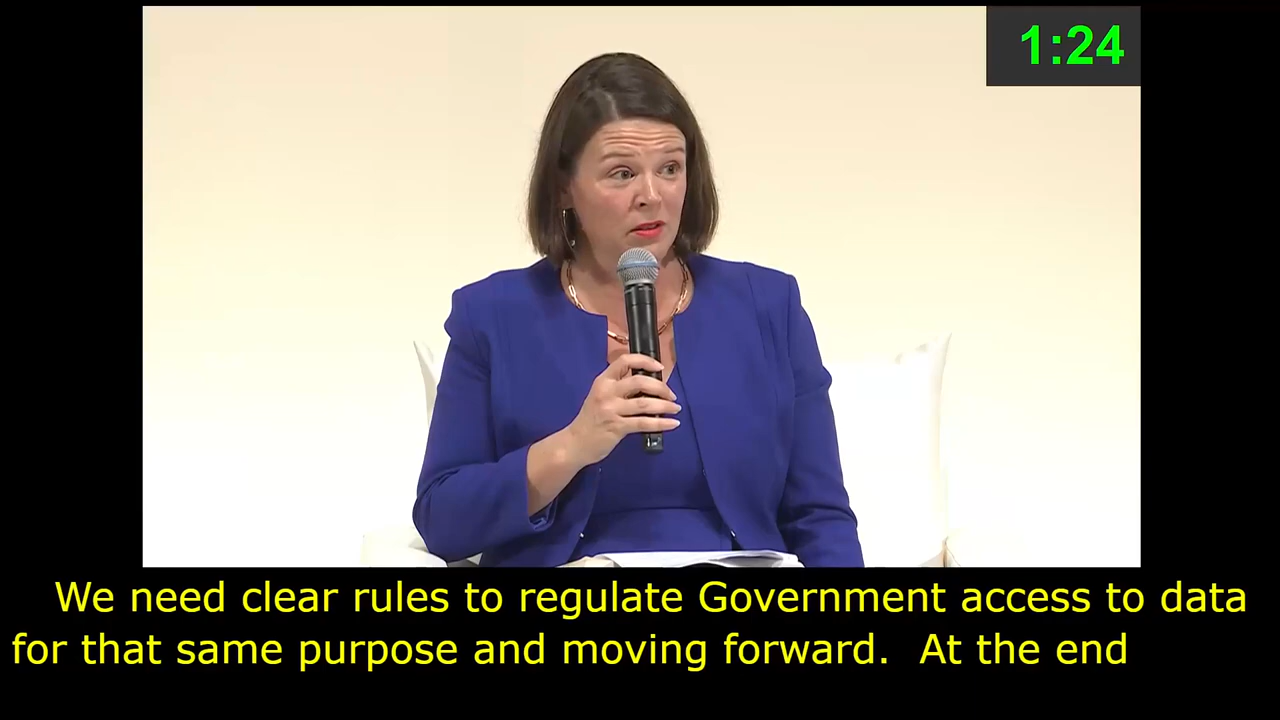 1:24
We need clear rules to regulate Government access to data
for that same purpose and moving forward.  At the end